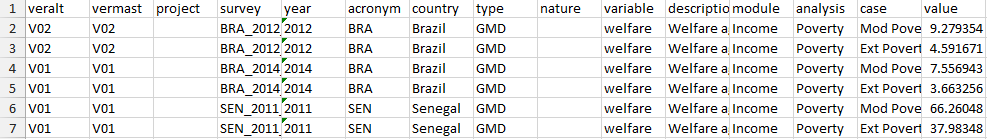 1 veralt vermast project survey year acronym country type nature variable descriptio module analysis case value
2 V02 V02 BRA_2012 2012 BRA Brazil GMD welfare Welfare a Income Poverty Mod Pove 9.279354
3 V02 V02 BRA_2012 2012 BRA Brazil GMD welfare Welfare a Income Poverty Ext Povert 4.591671
4 V01 V01 BRA_2014 2014 BRA Brazil GMD welfare Welfare a Income Poverty Mod Pove 7.556943
5 V01 V01 BRA_2014 2014 BRA Brazil GMD welfare Welfare a Income Poverty Ext Povert 3.663256
6 V01 V01 SEN_2011 2011 SEN Senegal GMD welfare Welfare a Income Poverty Mod Pove 66.26048
7 V01 V01 SEN_2011 2011 SEN Senegal GMD welfare Welfare a Income Poverty Ext Povert 37.98348